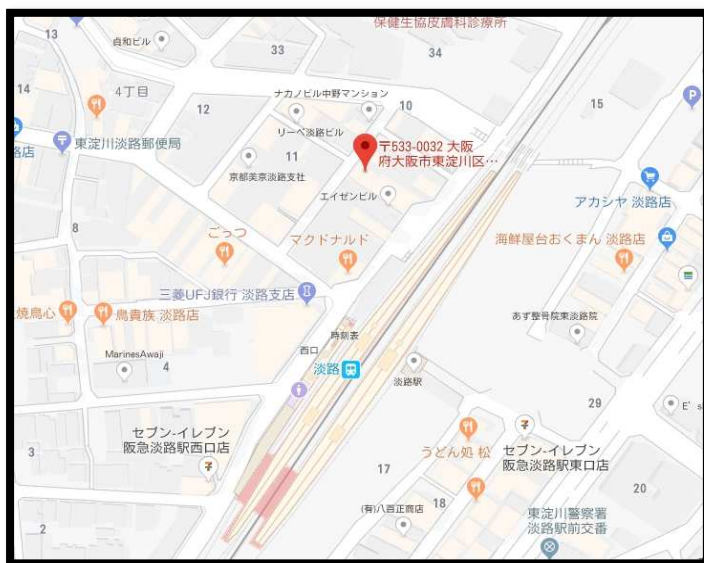 保健生協皮膚科診療所
13
貞和ビル
33
34
14
4丁目
12
ナカノビル中野マンション
10
15
P
リーベ淡路ビル
東淀川淡路郵便局
路店
11
〒533-0032 大阪
府大阪市東淀川区…
京都美京淡路支社
エイゼンビル
アカシヤ 淡路店
8
ごっつ
マクドナルド
海鮮屋台おくまん 淡路店
三菱UFJ銀行 淡路支店
焼鳥心
鳥貴族 淡路店
時刻表
あず整骨院東淡路院
西口
MarinesAwaji
4
淡路
淡路駅
29
E's
セブン-イレブン
阪急淡路駅西口店
うどん処 松
セブン-イレブン
阪急淡路駅東口店
3
17
20
18
(有)八百正商店
東淀川警察署
淡路駅前交番
2